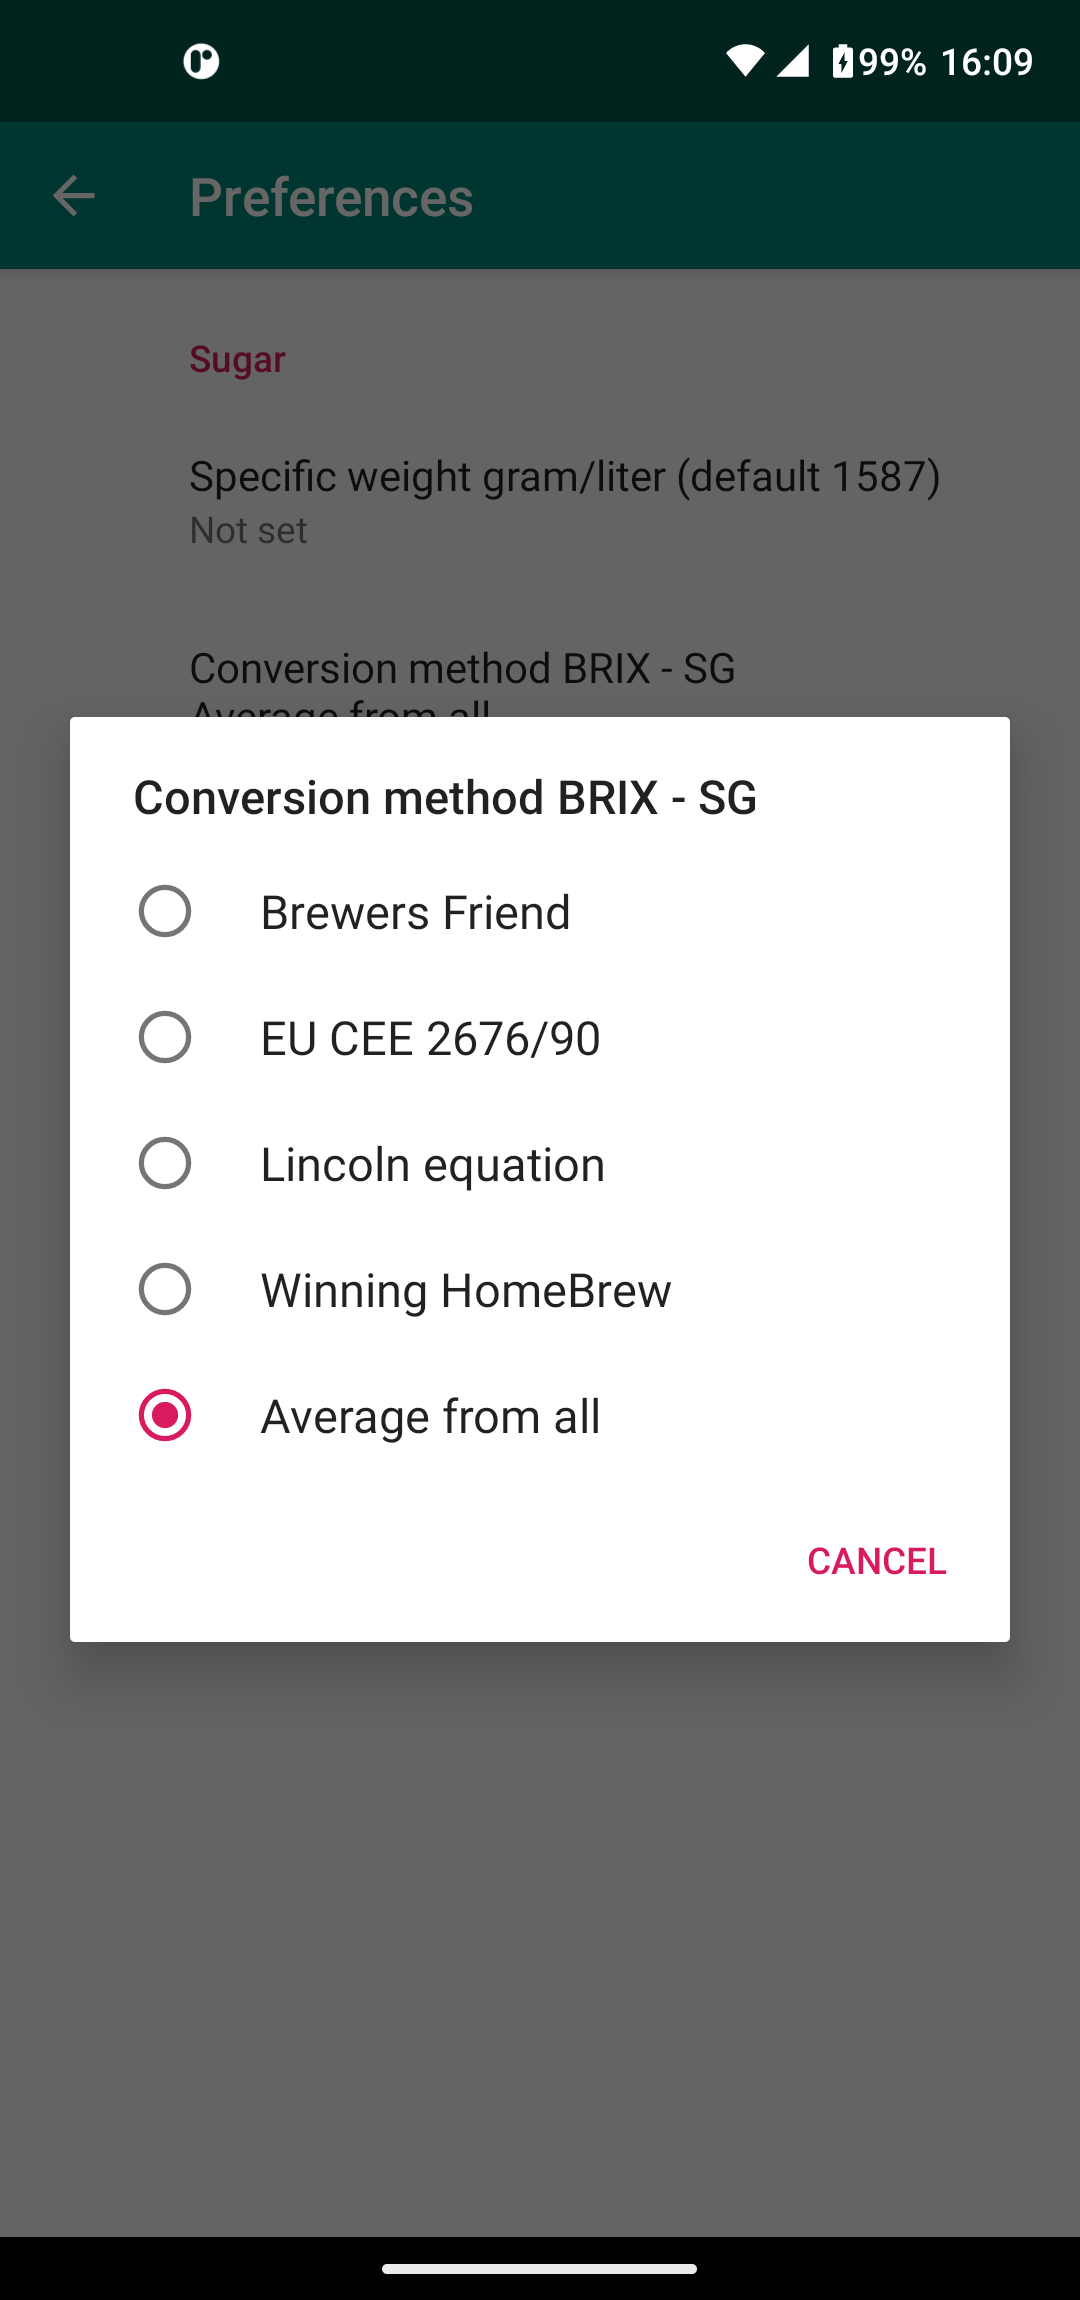 99% 16:09
Preferences
Sugar
Specific weight gram/liter (default 1587)
Not set
Conversion method BRIX - SG
Average from all
Conversion method BRIX - SG
Brewers Friend
EU CEE 2676/90
Lincoln equation
Winning HomeBrew
Average from all
CANCEL